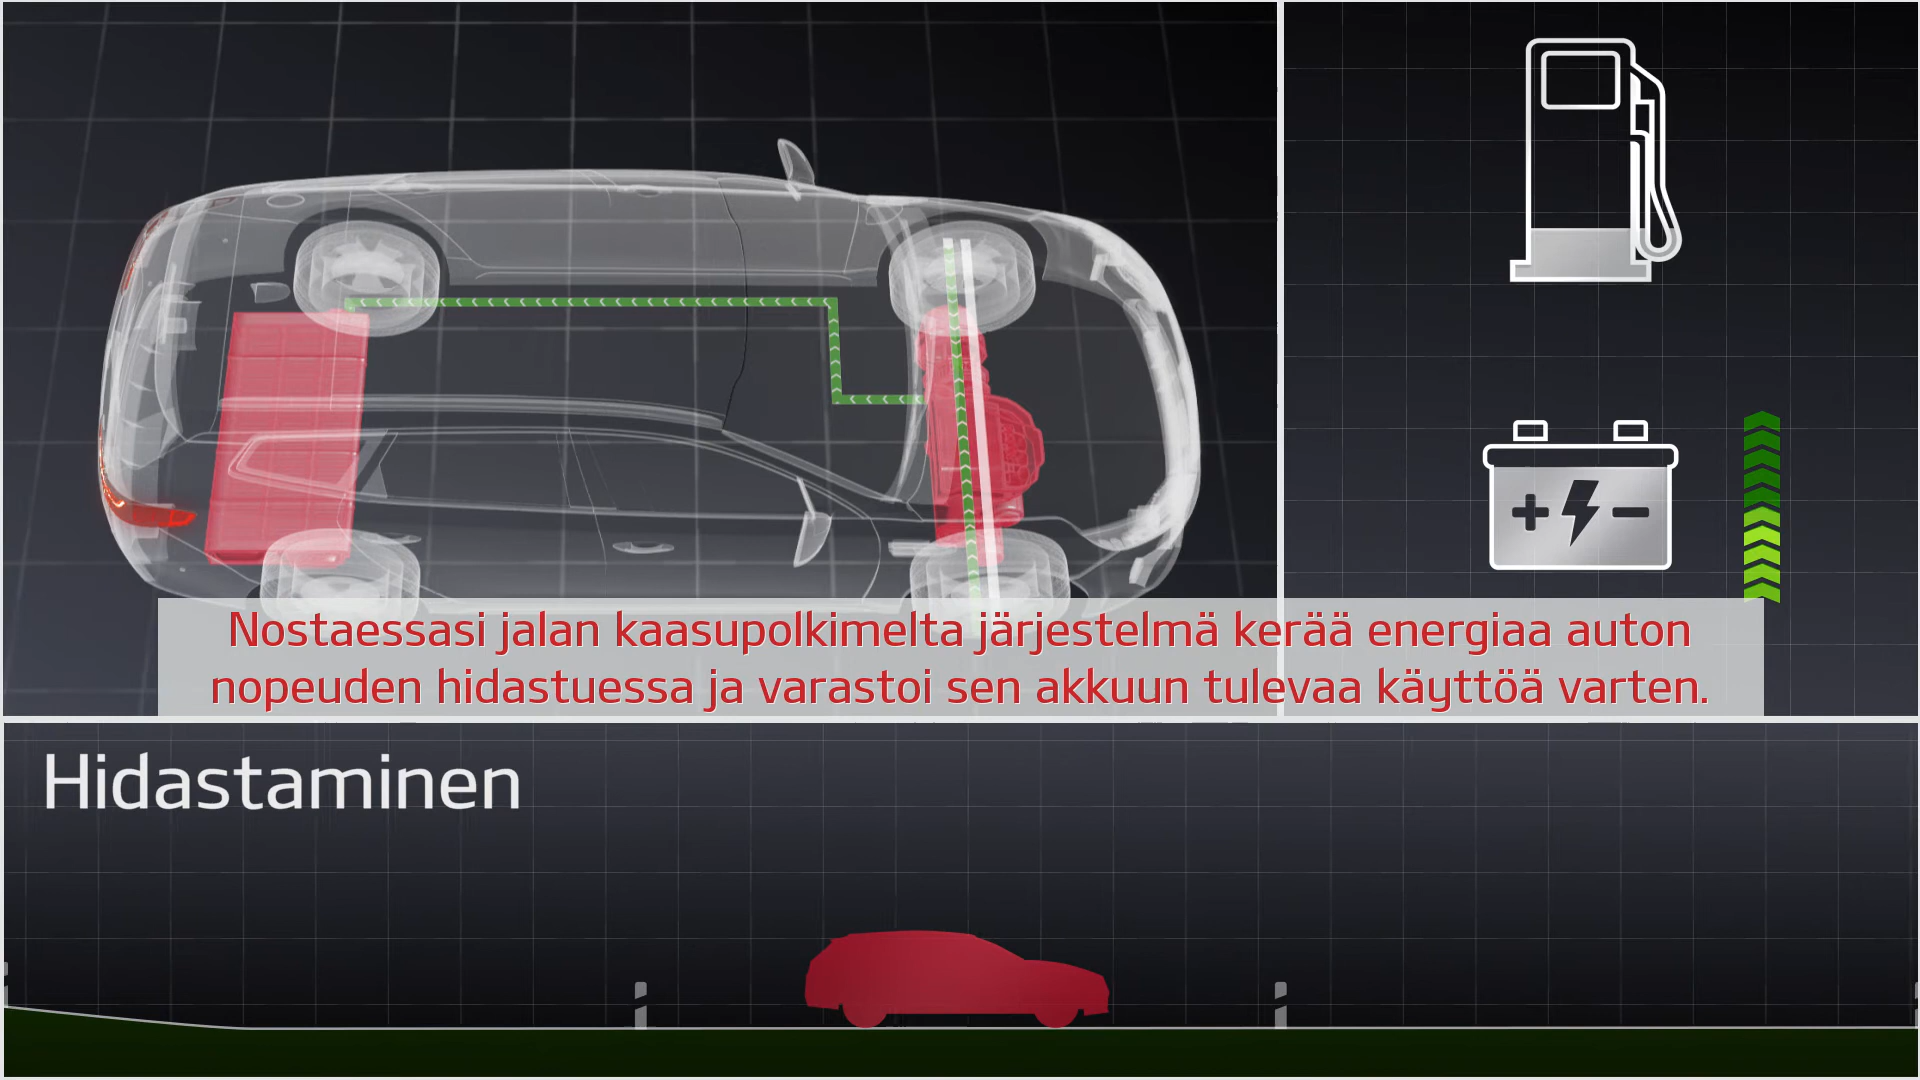 Nostaessasi jalan kaasupolkimelta järjestelmä kerää energiaa auton
nopeuden hidastuessa ja varastoi sen akkuun tulevaa käyttöä varten.
Hidastaminen